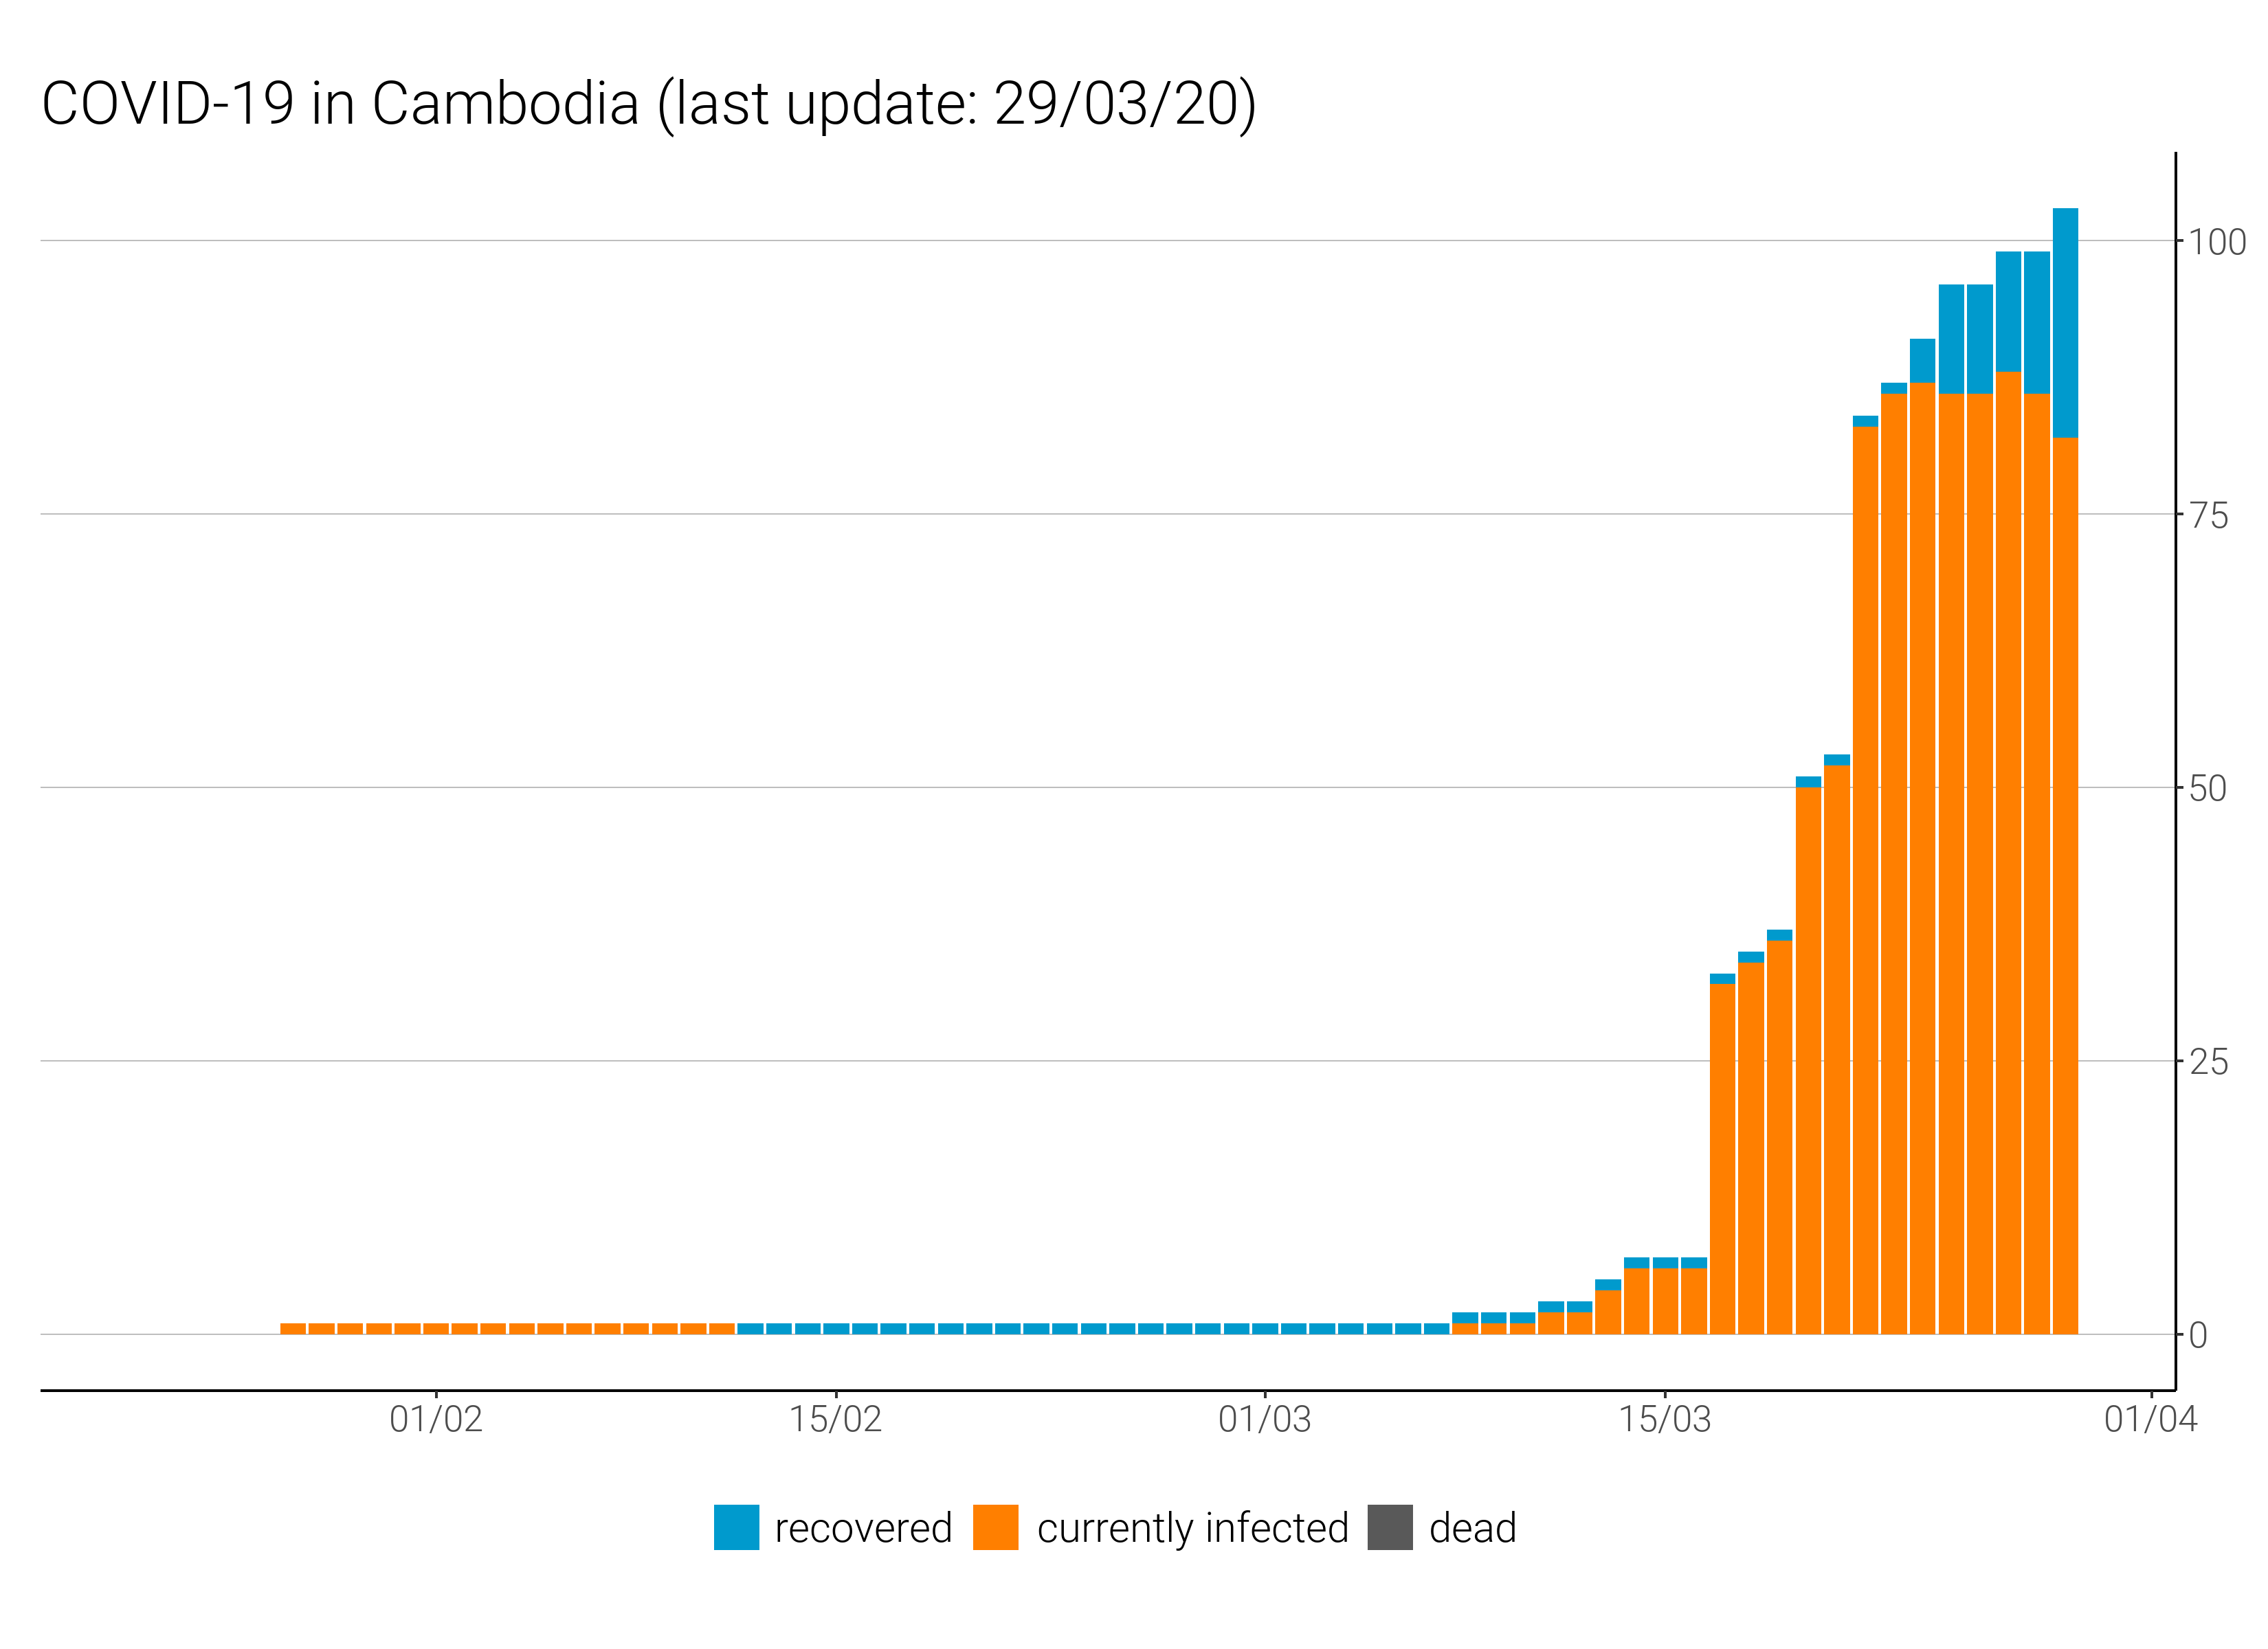 COVID-19 in Cambodia (last update: 29/03/20)
100
75
50
25
0
01/02 15/02 01/03 15/03 01/04
recovered currently infected dead